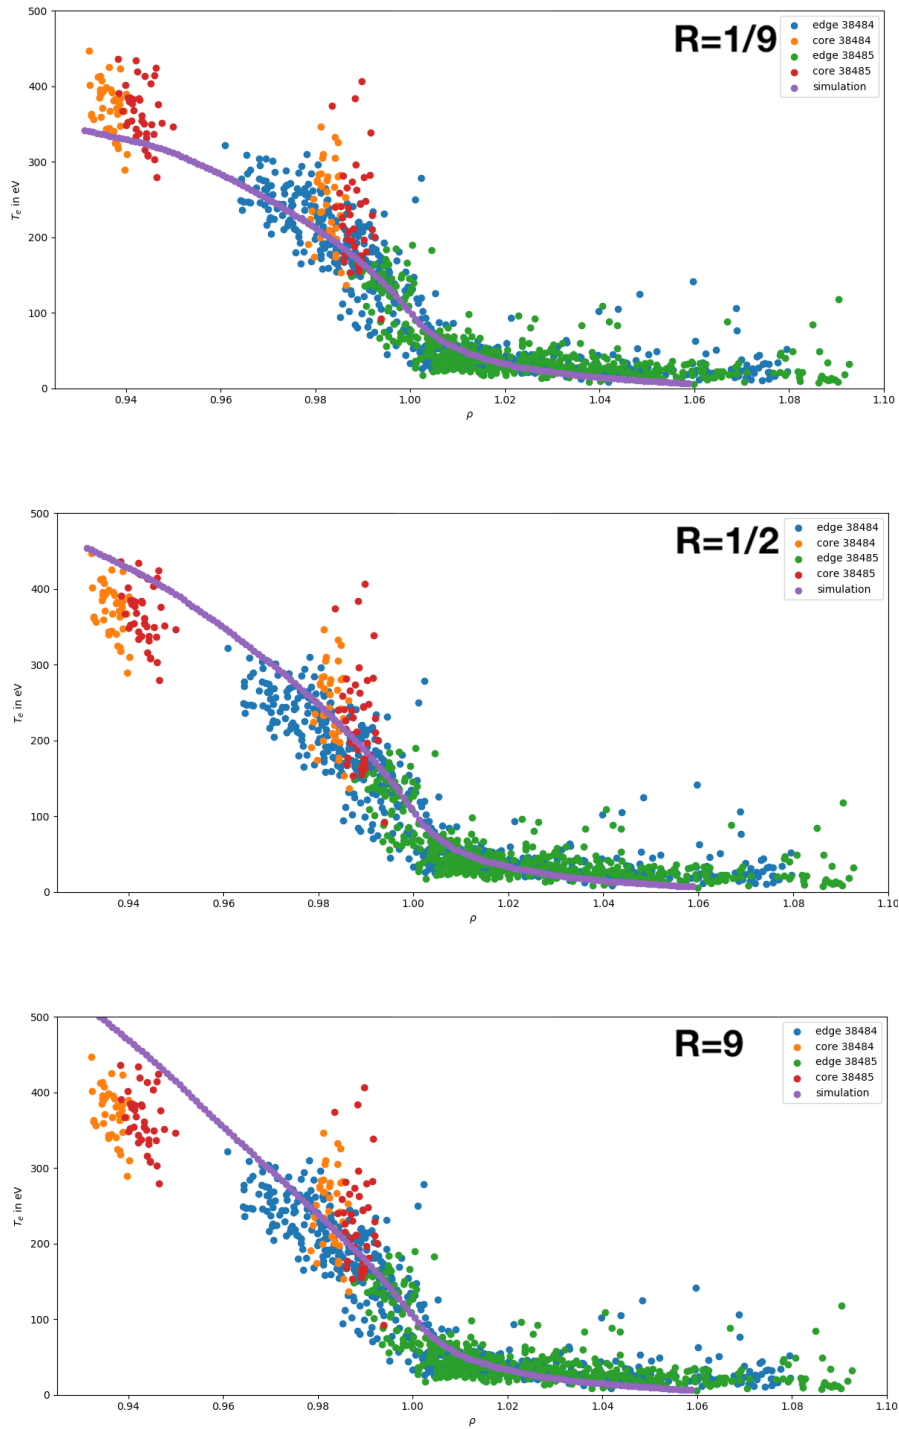 500
R=1/9
edge 38484
core 38484
edge 38485
core 38485
simulation
400
300
200
100
0
T_e in eV
0.94 0.96 0.98 1.00 1.02 1.04 1.06 1.08 1.10
ρ
500
R=1/2
edge 38484
core 38484
edge 38485
core 38485
simulation
400
300
200
100
0
T_e in eV
0.94 0.96 0.98 1.00 1.02 1.04 1.06 1.08 1.10
ρ
500
R=9
edge 38484
core 38484
edge 38485
core 38485
simulation
400
300
200
100
0
T_e in eV
0.94 0.96 0.98 1.00 1.02 1.04 1.06 1.08 1.10
ρ